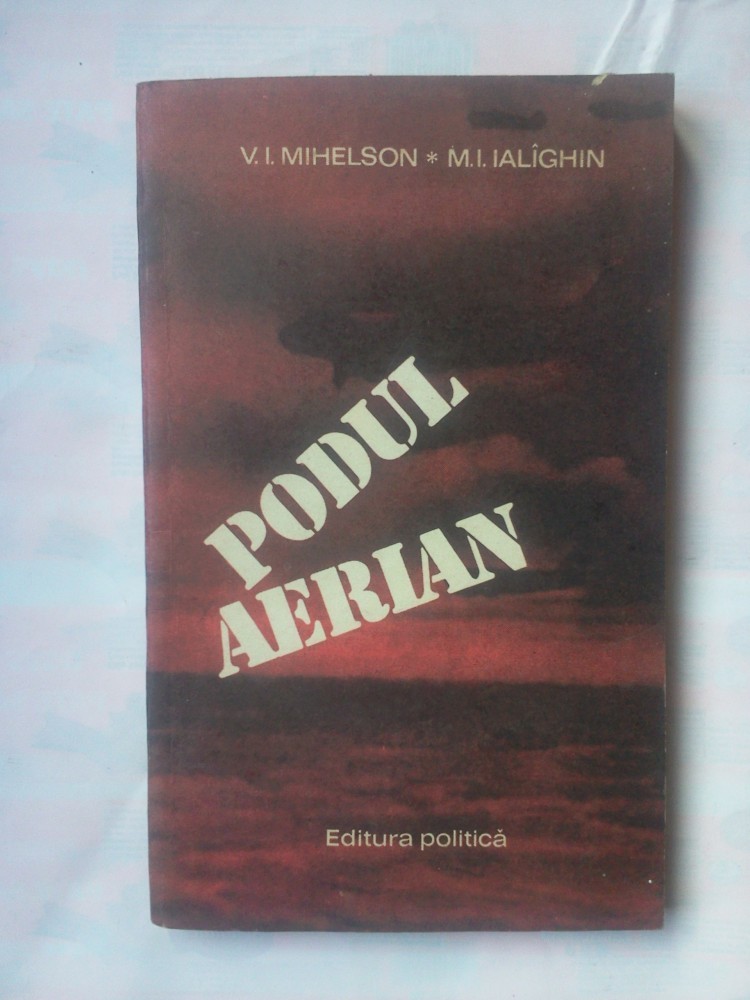 V. I. MIHELSON * M.I. IALÎGHIN
PODUL
AERIAN
Editura politică